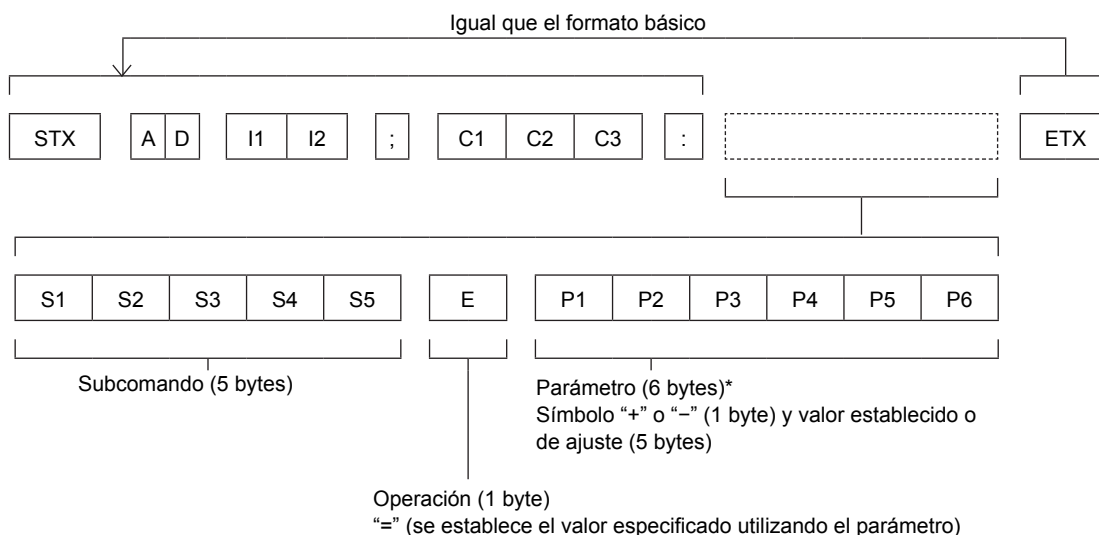 Igual que el formato básico
STX A D I1 I2 ; C1 C2 C3 : ETX
S1 S2 S3 S4 S5 E P1 P2 P3 P4 P5 P6
Subcomando (5 bytes)
Parámetro (6 bytes)*
Símbolo “+” o “−” (1 byte) y valor establecido o
de ajuste (5 bytes)
Operación (1 byte)
“=” (se establece el valor especificado utilizando el parámetro)